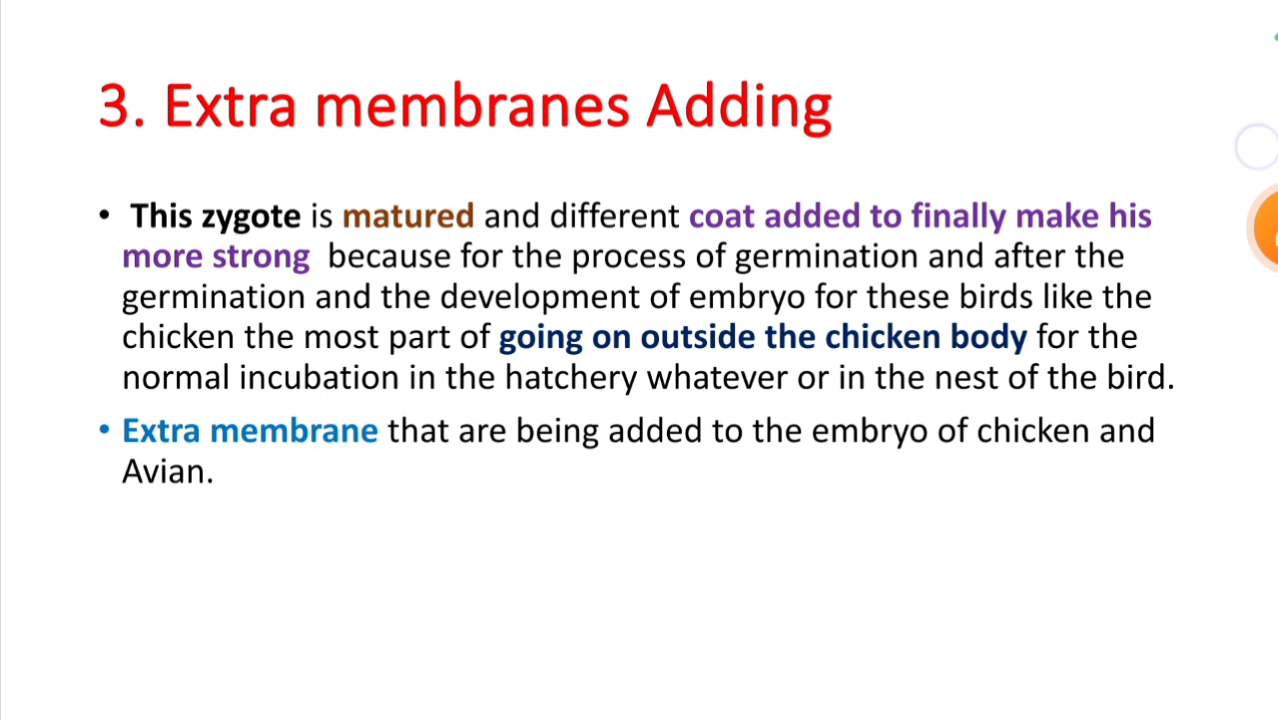 3. Extra membranes Adding
• This zygote is matured and different coat added to finally make his
more strong because for the process of germination and after the
germination and the development of embryo for these birds like the
chicken the most part of going on outside the chicken body for the
normal incubation in the hatchery whatever or in the nest of the bird.
• Extra membrane that are being added to the embryo of chicken and
Avian.